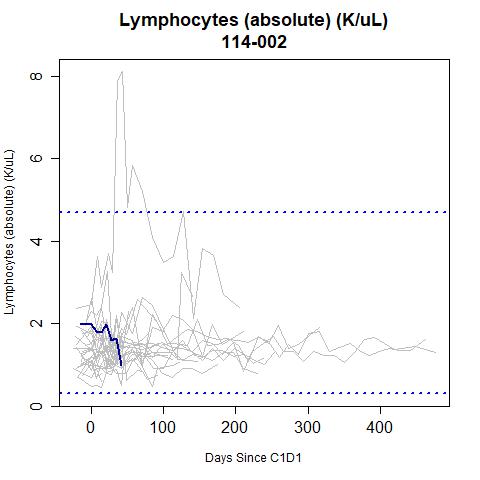 Lymphocytes (absolute) (K/uL)
114-002
Lymphocytes (absolute) (K/uL)
8
6
4
2
0
0 100 200 300 400
Days Since C1D1